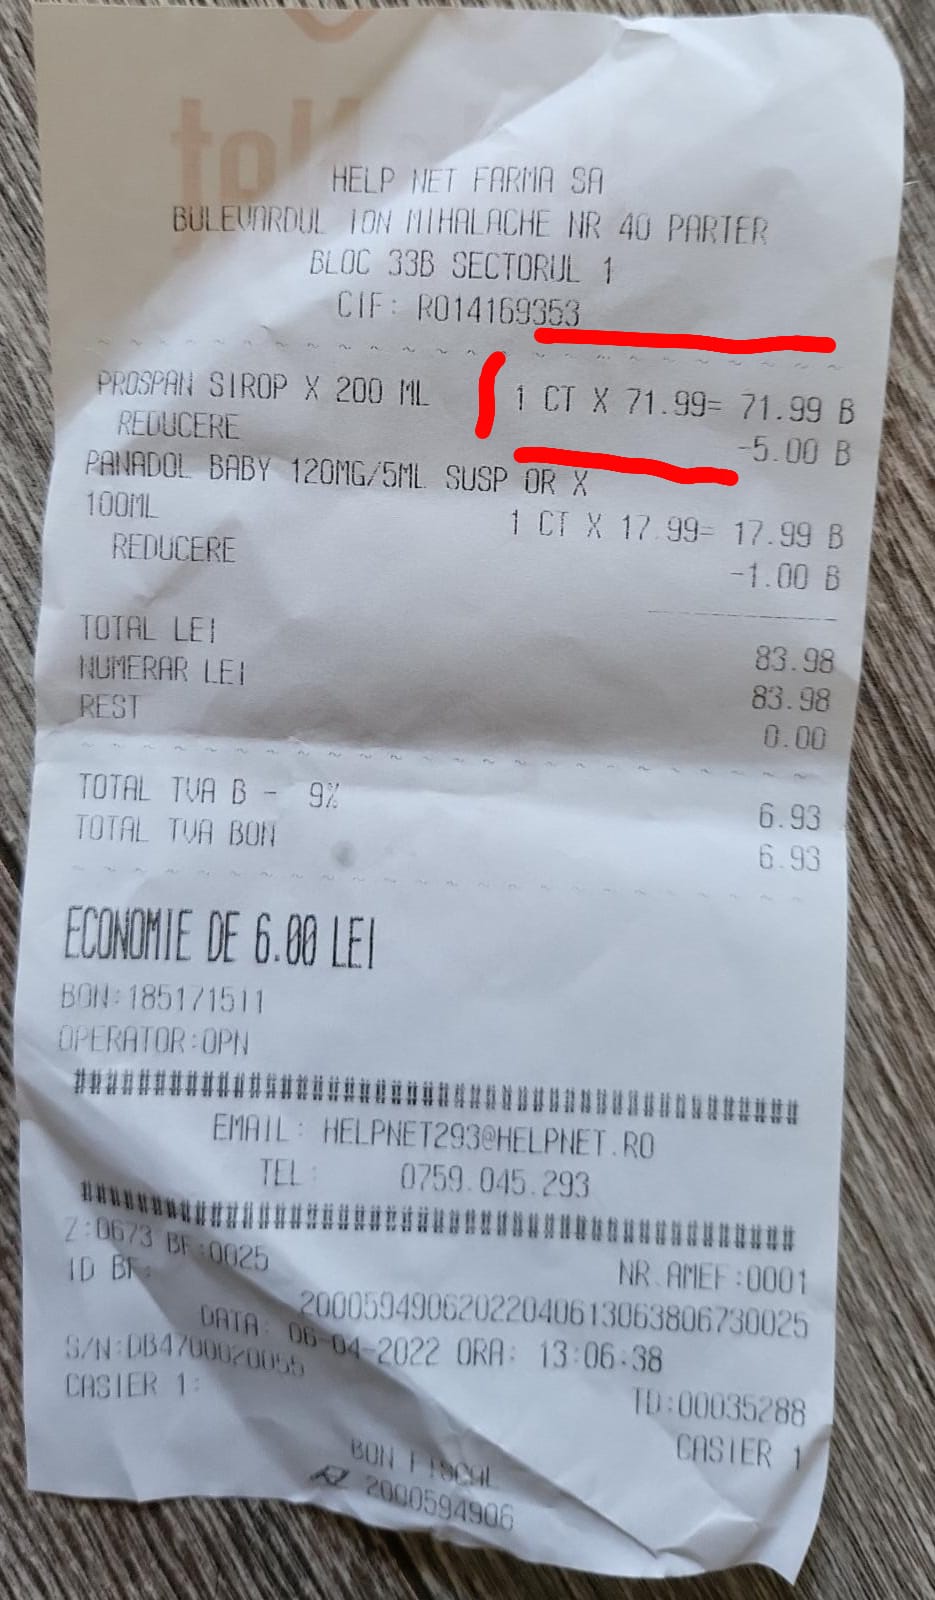 HELP NET FARMA SA
BULEVARDUL ION MIHALACHE NR 40 PARTER
BLOC 33B SECTORUL 1
CIF: RO14169353
PROSPAN SIROP X 200 ML 1 CT X 71.99= 71.99 B
REDUCERE -5.00 B
PANADOL BABY 120MG/5ML SUSP OR X
100ML 1 CT X 17.99= 17.99 B
REDUCERE -1.00 B
TOTAL LEI 83.98
NUMERAR LEI 83.98
REST 0.00
TOTAL TVA B - 9% 6.93
TOTAL TVA BON 6.93
ECONOMIE DE 6.00 LEI
BON:185171511
OPERATOR:OPN
##############################################
EMAIL: HELPNET293@HELPNET.RO
TEL: 0759.045.293
##############################################
Z:0673 BF:0025 NR.AMEF:0001
ID BF: 2000594906202204061306380673​0025
DATA: 06-04-2022 ORA: 13:06:38
S/N:DB4700020055 TD:00035288
CASIER 1: CASIER 1
BON FISCAL
2000594906